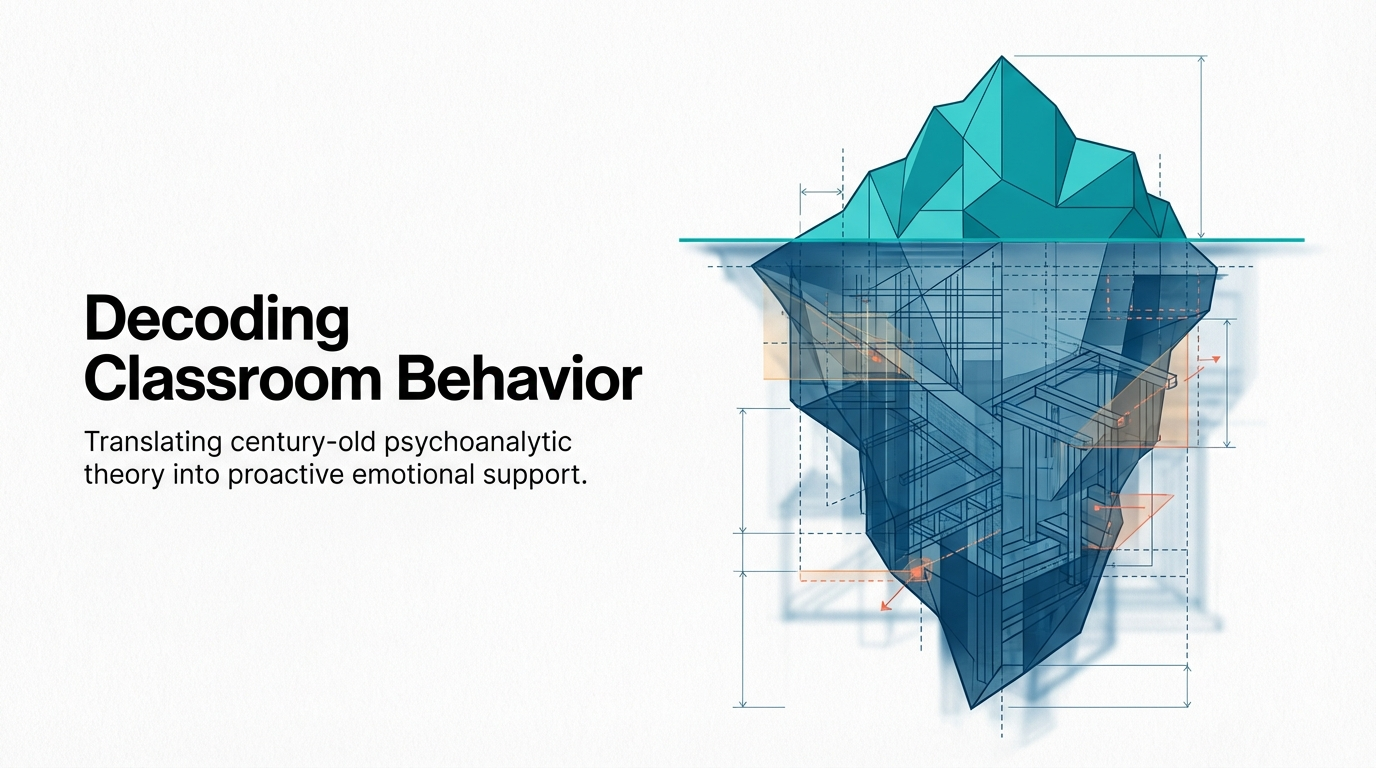 Decoding
Classroom Behavior
Translating century-old psychoanalytic
theory into proactive emotional support.